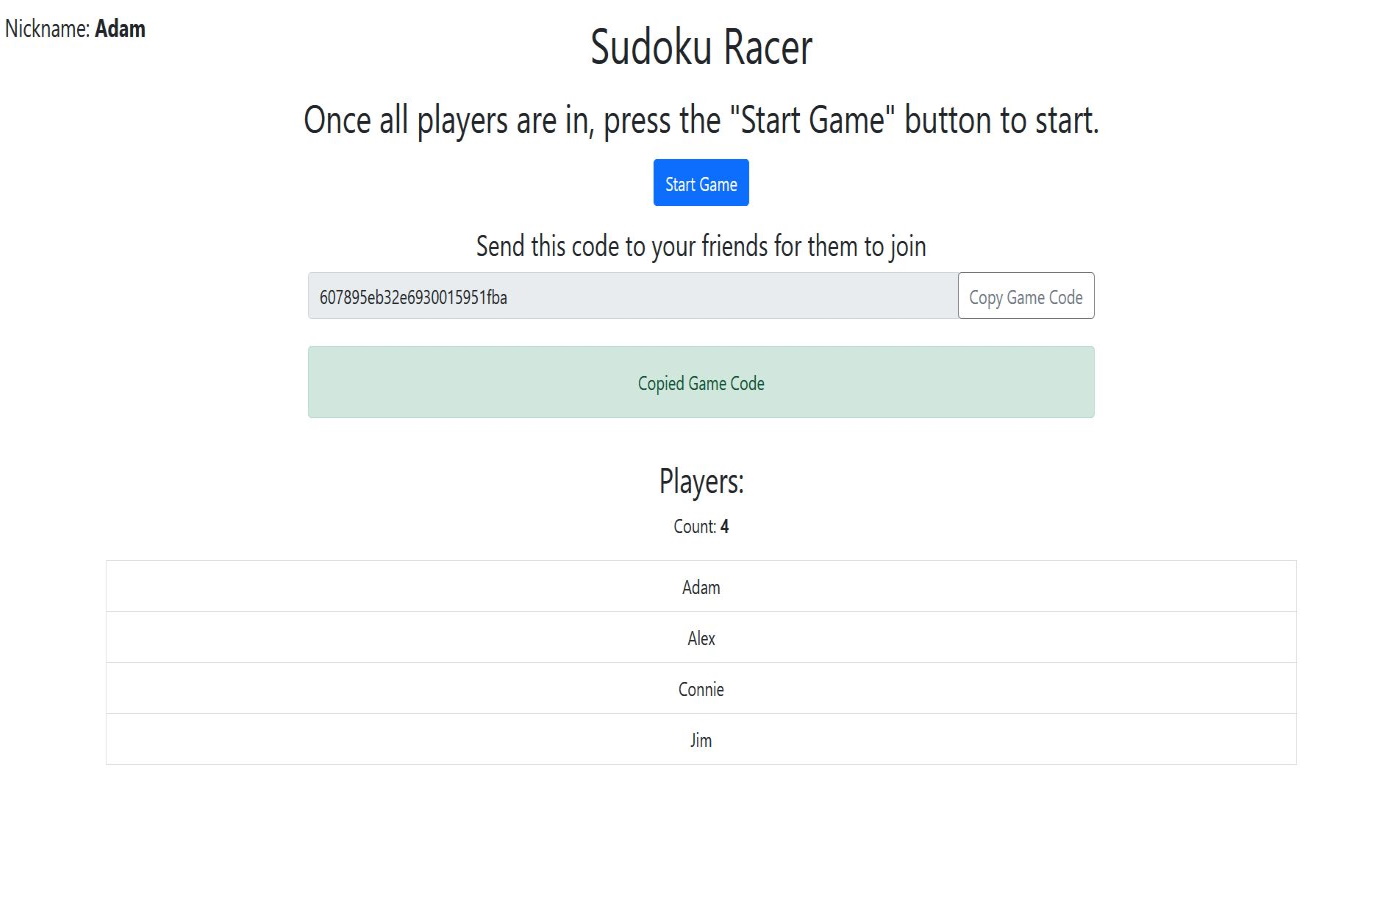 Nickname: Adam
Sudoku Racer
Once all players are in, press the "Start Game" button to start.
Start Game
Send this code to your friends for them to join
607895eb32e6930015951fba
Copy Game Code
Copied Game Code
Players:
Count: 4
Adam
Alex
Connie
Jim